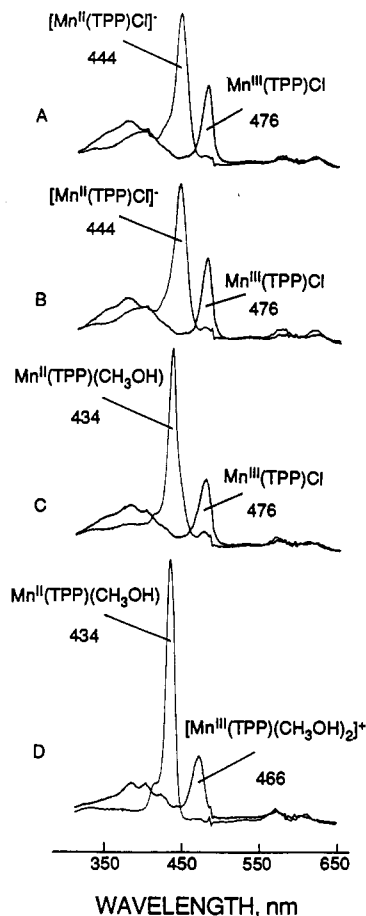 [Mn^II(TPP)Cl]^-
444
Mn^III(TPP)Cl
476
A
[Mn^II(TPP)Cl]^-
444
Mn^III(TPP)Cl
476
B
Mn^II(TPP)(CH₃OH)
434
Mn^III(TPP)Cl
476
C
Mn^II(TPP)(CH₃OH)
434
[Mn^III(TPP)(CH₃OH)₂]^+
466
D
350 450 550 650
WAVELENGTH, nm